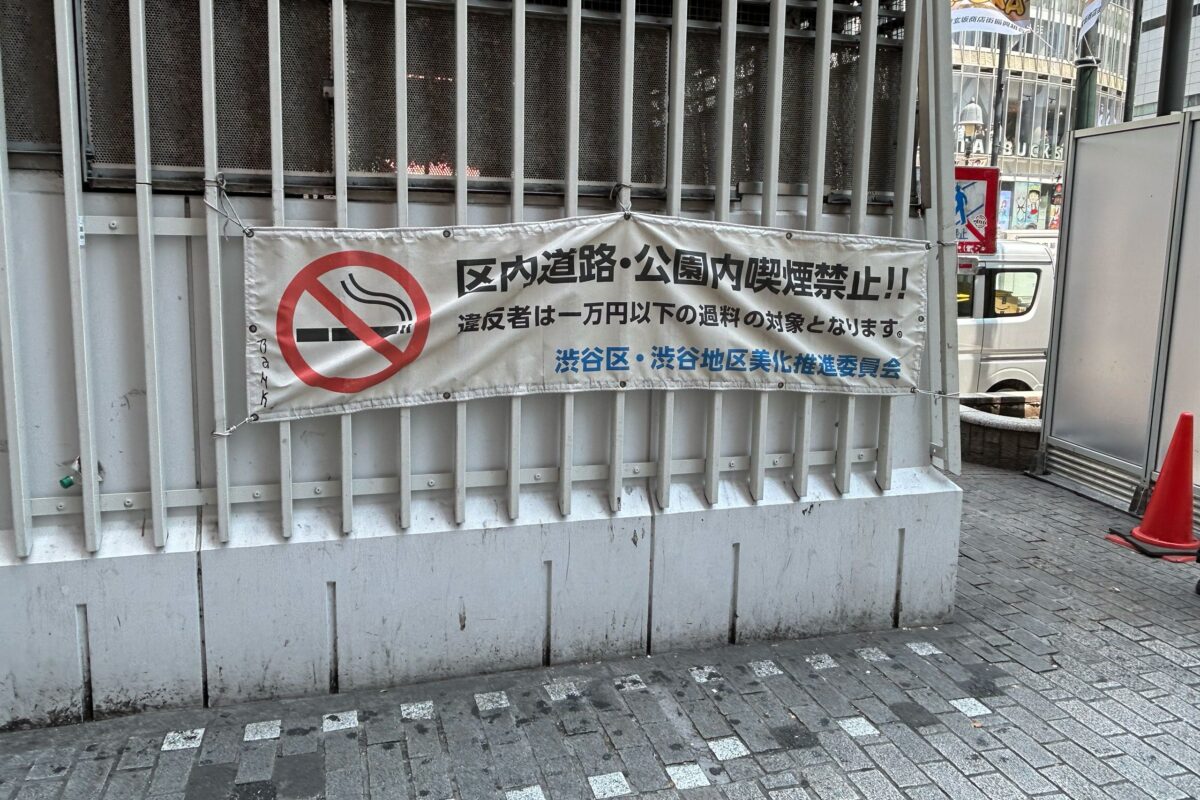 区内道路・公園内喫煙禁止!!
違反者は一万円以下の過料の対象となります。
渋谷区・渋谷地区美化推進委員会
BanK